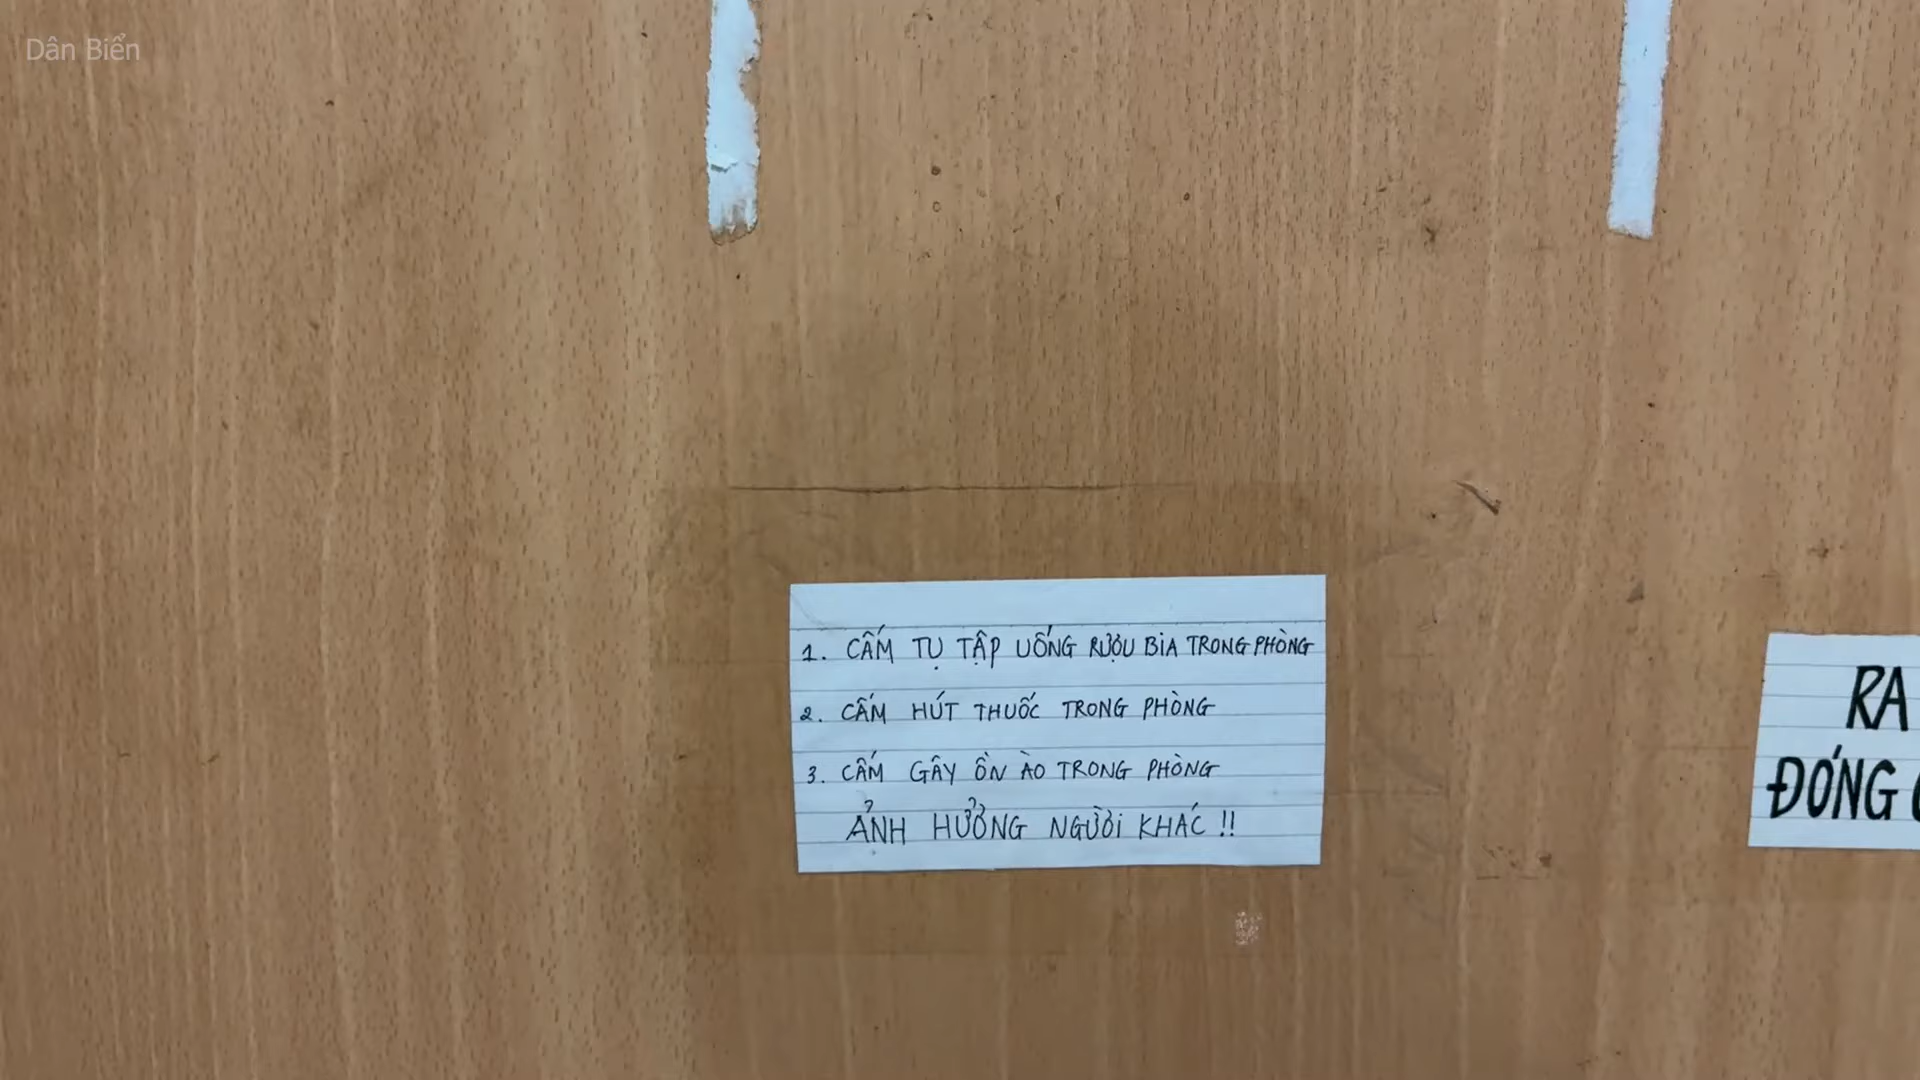 Dân Biển
1. CẤM TỤ TẬP UỐNG RƯỢU BIA TRONG PHÒNG
2. CẤM HÚT THUỐC TRONG PHÒNG
3. CẤM GÂY ỒN ÀO TRONG PHÒNG
ẢNH HƯỞNG NGƯỜI KHÁC !!
RA
ĐÓNG